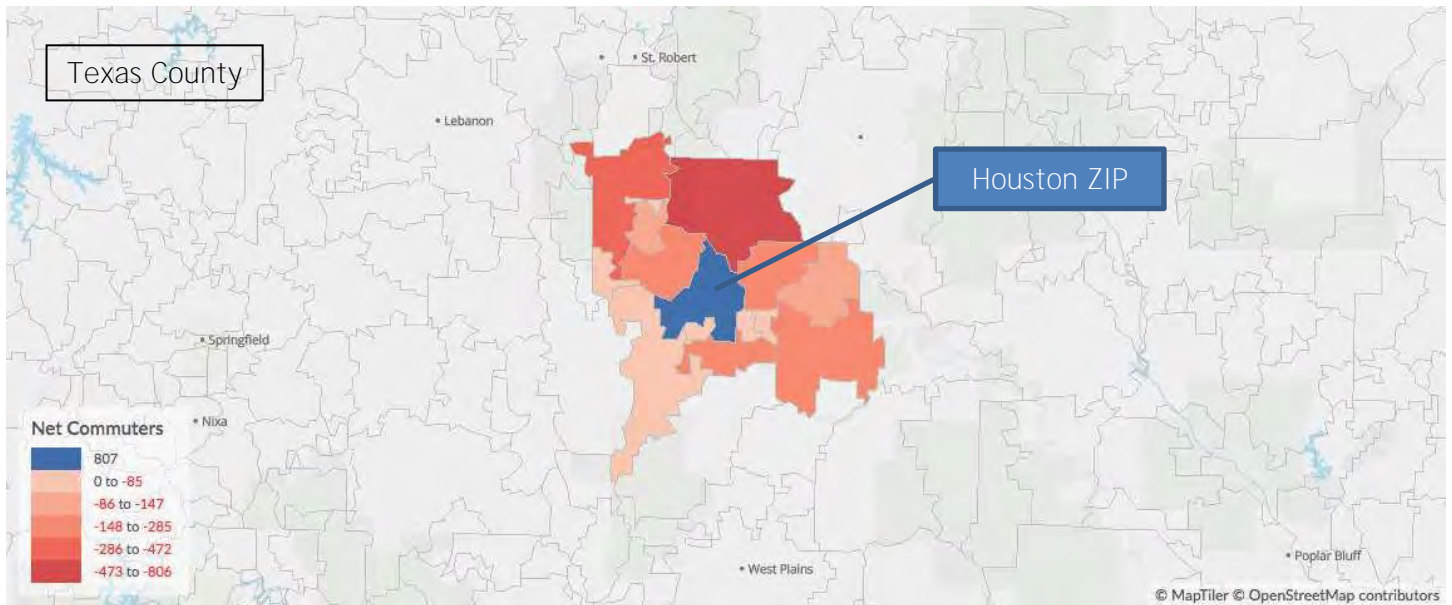 Texas County
St. Robert
Lebanon
Houston ZIP
Springfield
Nixa
Net Commuters
807
0 to -85
-86 to -147
-148 to -285
-286 to -472
-473 to -806
West Plains
Poplar Bluff
© MapTiler © OpenStreetMap contributors